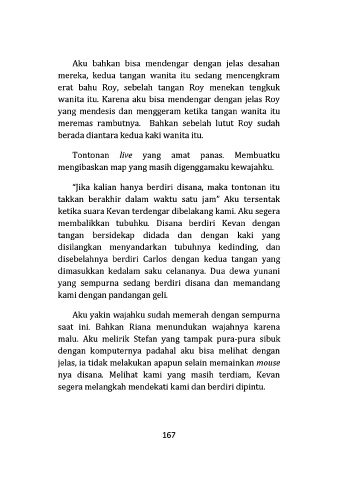 Aku bahkan bisa mendengar dengan jelas desahan
mereka, kedua tangan wanita itu sedang mencengkram
erat bahu Roy, sebelah tangan Roy menekan tengkuk
wanita itu. Karena aku bisa mendengar dengan jelas Roy
yang mendesis dan menggeram ketika tangan wanita itu
meremas rambutnya. Bahkan sebelah lutut Roy sudah
berada diantara kedua kaki wanita itu.
Tontonan live yang amat panas. Membuatku
mengibaskan map yang masih digenggamaku kewajahku.
“Jika kalian hanya berdiri disana, maka tontonan itu
takkan berakhir dalam waktu satu jam” Aku tersentak
ketika suara Kevan terdengar dibelakang kami. Aku segera
membalikkan tubuhku. Disana berdiri Kevan dengan
tangan bersidekap didada dan dengan kaki yang
disilangkan menyandarkan tubuhnya kedinding, dan
disebelahnya berdiri Carlos dengan kedua tangan yang
dimasukkan kedalam saku celananya. Dua dewa yunani
yang sempurna sedang berdiri disana dan memandang
kami dengan pandangan geli.
Aku yakin wajahku sudah memerah dengan sempurna
saat ini. Bahkan Riana menundukan wajahnya karena
malu. Aku melirik Stefan yang tampak pura-pura sibuk
dengan komputernya padahal aku bisa melihat dengan
jelas, ia tidak melakukan apapun selain memainkan mouse
nya disana. Melihat kami yang masih terdiam, Kevan
segera melangkah mendekati kami dan berdiri dipintu.
167